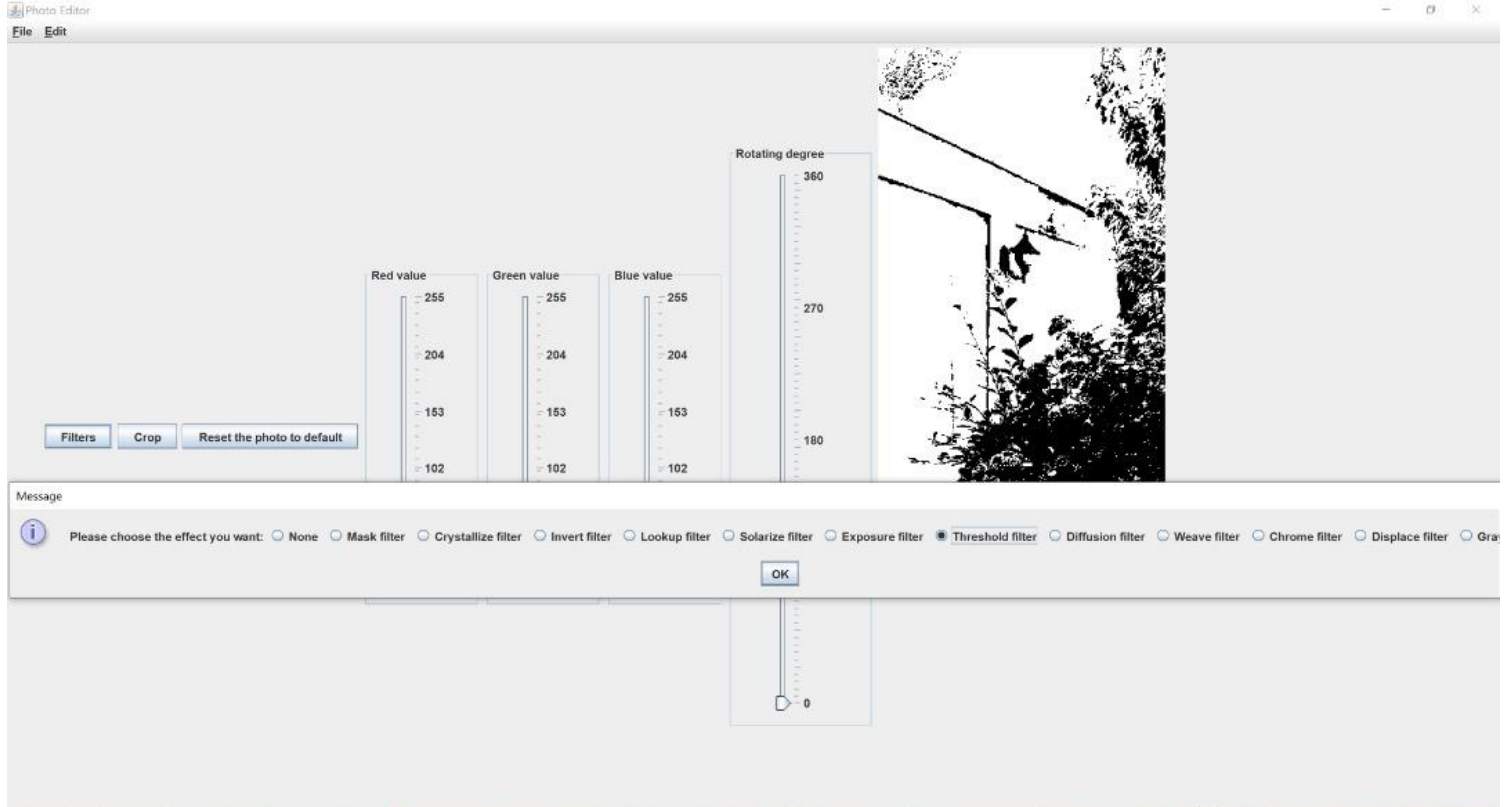 Photo Editor
File Edit
Rotating degree
360
270
180
0
Red value
255
204
153
102
Green value
255
204
153
102
Blue value
255
204
153
102
Filters Crop Reset the photo to default
Message
Please choose the effect you want: None Mask filter Crystallize filter Invert filter Lookup filter Solarize filter Exposure filter Threshold filter Diffusion filter Weave filter Chrome filter Displace filter
OK